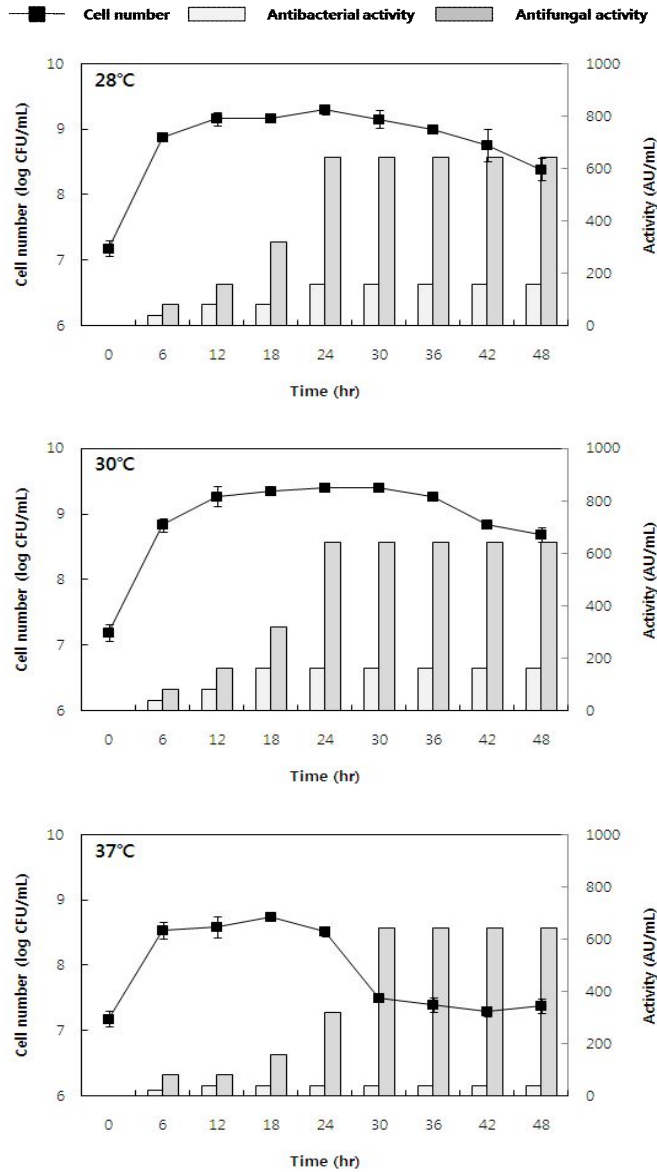 Cell number Antibacterial activity Antifungal activity
28℃
Cell number (log CFU/mL)
10
9
8
7
6
Activity (AU/mL)
1000
800
600
400
200
0
0 6 12 18 24 30 36 42 48
Time (hr)
30℃
Cell number (log CFU/mL)
10
9
8
7
6
Activity (AU/mL)
1000
800
600
400
200
0
0 6 12 18 24 30 36 42 48
Time (hr)
37℃
Cell number (log CFU/mL)
10
9
8
7
6
Activity (AU/mL)
1000
800
600
400
200
0
0 6 12 18 24 30 36 42 48
Time (hr)